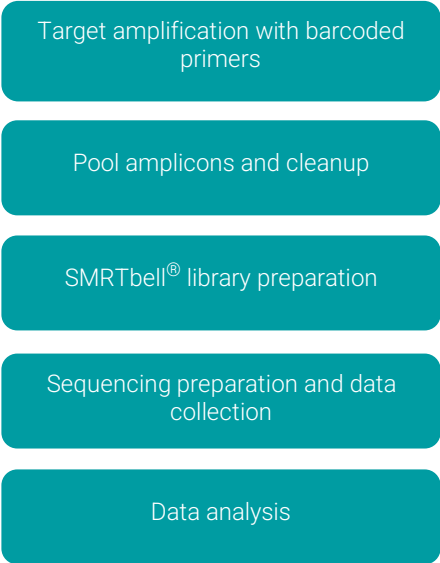 Target amplification with barcoded
primers
Pool amplicons and cleanup
SMRTbell® library preparation
Sequencing preparation and data
collection
Data analysis